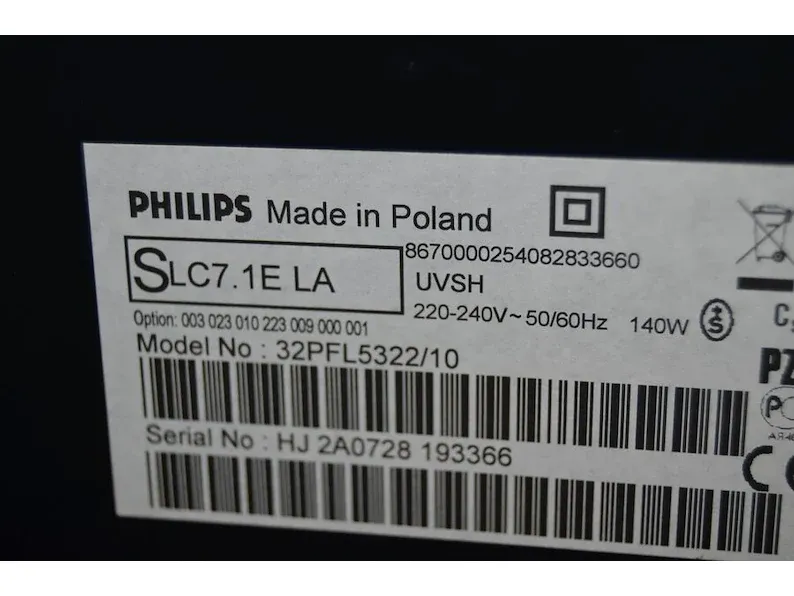 PHILIPS Made in Poland
SLC7.1E LA
8670000254082833660
UVSH
220-240V~50/60Hz 140W
Option: 003 023 010 223 009 000 001
Model No : 32PFL5322/10
Serial No : HJ 2A0728 193366